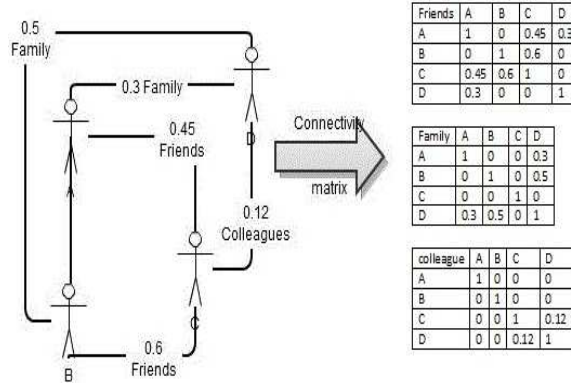 0.5
Family
0.3 Family
0.45
Friends
D
A
0.12
Colleagues
C
0.6
Friends
B
Connectivity
matrix
Friends A B C D
A 1 0 0.45 0.3
B 0 1 0.6 0
C 0.45 0.6 1 0
D 0.3 0 0 1
Family A B C D
A 1 0 0 0.3
B 0 1 0 0.5
C 0 0 1 0
D 0.3 0.5 0 1
colleague A B C D
A 1 0 0 0
B 0 1 0 0
C 0 0 1 0.12
D 0 0 0.12 1